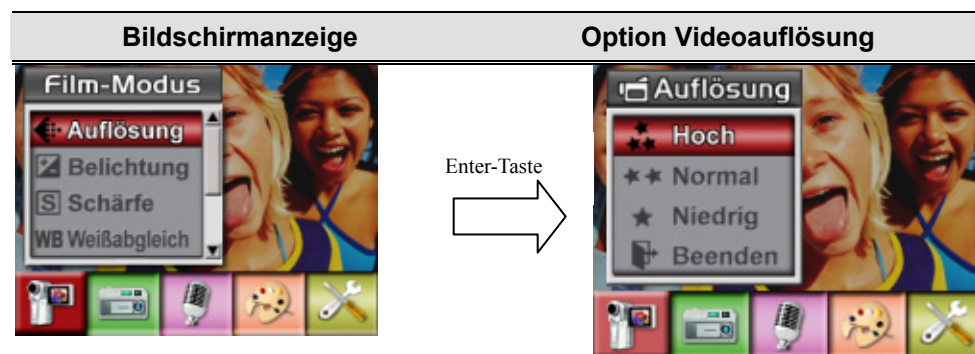 Bildschirmanzeige
Option Videoauflösung
Film-Modus
Auflösung
Belichtung
S Schärfe
WB Weißabgleich
Enter-Taste
Auflösung
Hoch
Normal
Niedrig
Beenden